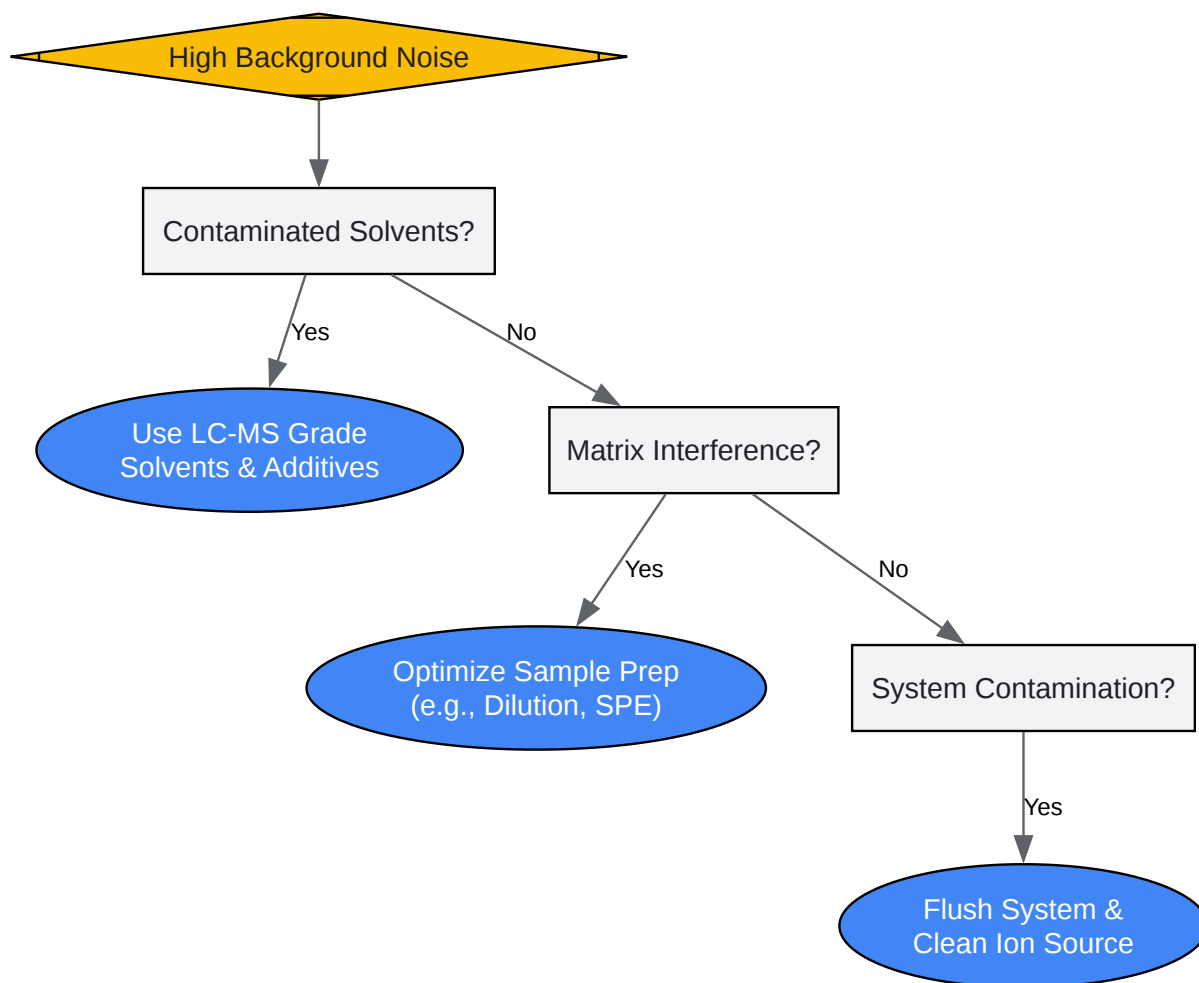 High Background Noise
Contaminated Solvents?
Yes
No
Use LC-MS Grade
Solvents & Additives
Matrix Interference?
Yes
No
Optimize Sample Prep
(e.g., Dilution, SPE)
System Contamination?
Yes
Flush System &
Clean Ion Source